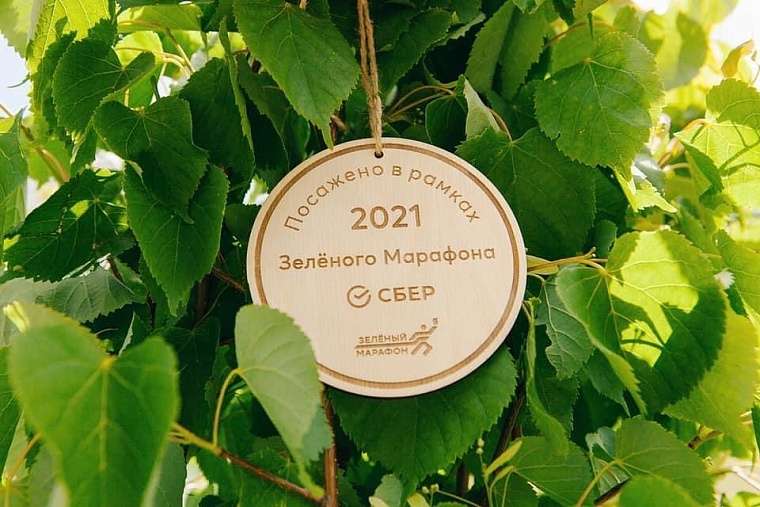 Посажено в рамках
2021
Зелёного Марафона
СБЕР
ЗЕЛЁНЫЙ
МАРАФОН